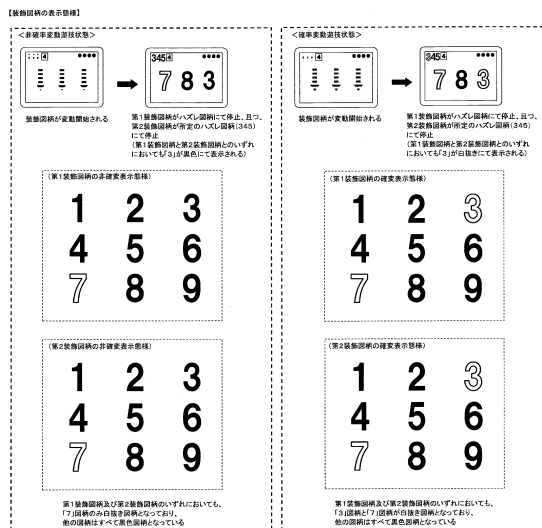 【装飾図柄の表示態様】
<非確率変動遊技状態>
4
345 4
7 8 3
装飾図柄が変動開始される
第1装飾図柄がハズレ図柄にて停止、且つ、
第2装飾図柄が所定のハズレ図柄(345)
にて停止
(第1装飾図柄と第2装飾図柄とのいずれ
においても「3」が黒色にて表示される)
(第1装飾図柄の非確変表示態様)
1 2 3
4 5 6
7 8 9
(第2装飾図柄の非確変表示態様)
1 2 3
4 5 6
7 8 9
第1装飾図柄及び第2装飾図柄のいずれにおいても、
「7」図柄のみ白抜き図柄となっており、
他の図柄はすべて黒色図柄となっている
<確率変動遊技状態>
4
345 4
7 8 3
装飾図柄が変動開始される
第1装飾図柄がハズレ図柄にて停止、且つ、
第2装飾図柄が所定のハズレ図柄(345)
にて停止
(第1装飾図柄と第2装飾図柄とのいずれ
においても「3」が白抜きにて表示される)
(第1装飾図柄の確変表示態様)
1 2 3
4 5 6
7 8 9
(第2装飾図柄の確変表示態様)
1 2 3
4 5 6
7 8 9
第1装飾図柄及び第2装飾図柄のいずれにおいても、
「3」図柄と「7」図柄が白抜き図柄となっており、
他の図柄はすべて黒色図柄となっている